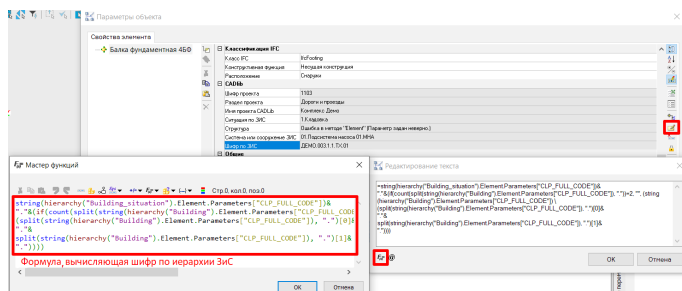 Параметры объекта
Свойства элемента
Балка фундаментная 4БФ
Классификация IFC
Класс IFC IfcFooting
Конструктивная функция Несущая конструкция
Расположение Снаружи
CADLib
Шифр проекта 1103
Раздел проекта Дороги и проезды
Имя проекта CADLib Комплекс Демо
Ситуация по ЗИС 1.Кладовка
Структура Ошибка в методе "Element" (Параметр задан неверно.)
Система или сооружение ЗИС 01.Подсистема насоса 01.МНА
Шифр по ЗИС ДЕМО.003.1.1.ТХ.01
Общие
Мастер функций
Стр.0, кол.0, поз.0
string(hierarchy("Building_situation").Element.Parameters["CLP_FULL_CODE"])&
"."&(if(count(split(string(hierarchy("Building").Element.Parameters["CLP_FULL_CODE
(split(string(hierarchy("Building").Element.Parameters["CLP_FULL_CODE"]), ".")[0]&
"."&
split(string(hierarchy("Building").Element.Parameters["CLP_FULL_CODE"]), ".")[1]&
"."))))
Формула, вычисляющая шифр по иерархии ЗиС
ОК Отмена
Редактирование текста
=string(hierarchy("Building_situation").Element.Parameters["CLP_FULL_CODE"])&
"."&(if(count(split(string(hierarchy("Building").Element.Parameters["CLP_FULL_CODE"]), "."))=2, "", (string
(hierarchy("Building").Element.Parameters["CLP_FULL_CODE"]))\
(split(string(hierarchy("Building").Element.Parameters["CLP_FULL_CODE"]), ".")[0]&
"."&
split(string(hierarchy("Building").Element.Parameters["CLP_FULL_CODE"]), ".")[1]&
"."))))
ОК Отмена